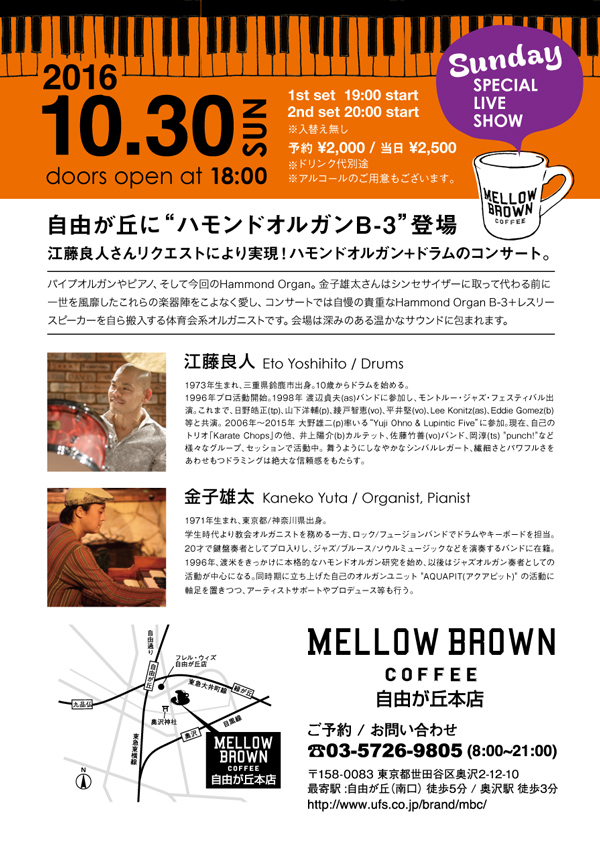 2016
10.30 SUN
doors open at 18:00
1st set 19:00 start
2nd set 20:00 start
※入替え無し
予約 ¥2,000 / 当日 ¥2,500
※ドリンク代別途
※アルコールのご用意もございます。
Sunday
SPECIAL
LIVE
SHOW
MELLOW
BROWN
COFFEE
自由が丘に“ハモンドオルガンB-3”登場
江藤良人さんリクエストにより実現！ハモンドオルガン+ドラムのコンサート。
パイプオルガンやピアノ、そして今回のHammond Organ。金子雄太さんはシンセサイザーに取って代わる前に
一世を風靡したこれらの楽器陣をこよなく愛し、コンサートでは自慢の貴重なHammond Organ B-3＋レスリー
スピーカーを自ら搬入する体育会系オルガニストです。会場は深みのある温かなサウンドに包まれます。
江藤良人 Eto Yoshihito / Drums
1973年生まれ、三重県鈴鹿市出身。10歳からドラムを始める。
1996年プロ活動開始。1998年 渡辺貞夫(as)バンドに参加し、モントルー・ジャズ・フェスティバル出
演。これまで、日野皓正(tp)、山下洋輔(p)、綾戸智恵(vo)、平井堅(vo)、Lee Konitz(as)、Eddie Gomez(b)
等と共演。2006年〜2015年 大野雄二(p)率いる“Yuji Ohno & Lupintic Five”に参加。現在、自己の
トリオ「Karate Chops」の他、井上陽介(b)カルテット、佐藤竹善(vo)バンド、岡淳(ts) "punch!"など
様々なグループ、セッションで活動中。舞うようにしなやかなシンバルレガート、繊細さとパワフルさを
あわせもつドラミングは絶大な信頼感をもたらす。
金子雄太 Kaneko Yuta / Organist, Pianist
1971年生まれ、東京都/神奈川県出身。
学生時代より教会オルガニストを務める一方、ロック/フュージョンバンドでドラムやキーボードを担当。
20才で鍵盤奏者としてプロ入りし、ジャズ/ブルース/ソウルミュージックなどを演奏するバンドに在籍。
1996年、渡米をきっかけに本格的なハモンドオルガン研究を始め、以後はジャズオルガン奏者としての
活動が中心になる。同時期に立ち上げた自己のオルガンユニット "AQUAPIT(アクアピット)" の活動に
軸足を置きつつ、アーティストサポートやプロデュース等も行う。
自由通り
自由が丘
フレル・ウィズ
自由が丘店
東急大井町線
緑が丘
九品仏
奥沢神社
目黒線
奥沢
東急東横線
N
MELLOW
BROWN
COFFEE
自由が丘本店
MELLOW BROWN
COFFEE
自由が丘本店
ご予約 / お問い合わせ
☎03-5726-9805 (8:00~21:00)
〒158-0083 東京都世田谷区奥沢2-12-10
最寄駅:自由が丘(南口) 徒歩5分 / 奥沢駅 徒歩3分
http://www.ufs.co.jp/brand/mbc/